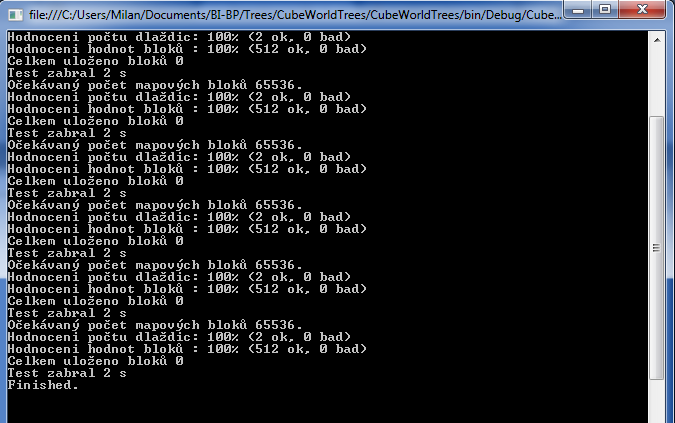 file:///C:/Users/Milan/Documents/BI-BP/Trees/CubeWorldTrees/CubeWorldTrees/bin/Debug/Cube...
Hodnoceni počtu dlaždic: 100% (2 ok, 0 bad)
Hodnoceni hodnot bloků : 100% (512 ok, 0 bad)
Celkem uloženo bloků 0
Test zabral 2 s
Očekávaný počet mapových bloků 65536.
Hodnoceni počtu dlaždic: 100% (2 ok, 0 bad)
Hodnoceni hodnot bloků : 100% (512 ok, 0 bad)
Celkem uloženo bloků 0
Test zabral 2 s
Očekávaný počet mapových bloků 65536.
Hodnoceni počtu dlaždic: 100% (2 ok, 0 bad)
Hodnoceni hodnot bloků : 100% (512 ok, 0 bad)
Celkem uloženo bloků 0
Test zabral 2 s
Očekávaný počet mapových bloků 65536.
Hodnoceni počtu dlaždic: 100% (2 ok, 0 bad)
Hodnoceni hodnot bloků : 100% (512 ok, 0 bad)
Celkem uloženo bloků 0
Test zabral 2 s
Očekávaný počet mapových bloků 65536.
Hodnoceni počtu dlaždic: 100% (2 ok, 0 bad)
Hodnoceni hodnot bloků : 100% (512 ok, 0 bad)
Celkem uloženo bloků 0
Test zabral 2 s
Očekávaný počet mapových bloků 65536.
Hodnoceni počtu dlaždic: 100% (2 ok, 0 bad)
Hodnoceni hodnot bloků : 100% (512 ok, 0 bad)
Celkem uloženo bloků 0
Test zabral 2 s
Finished.